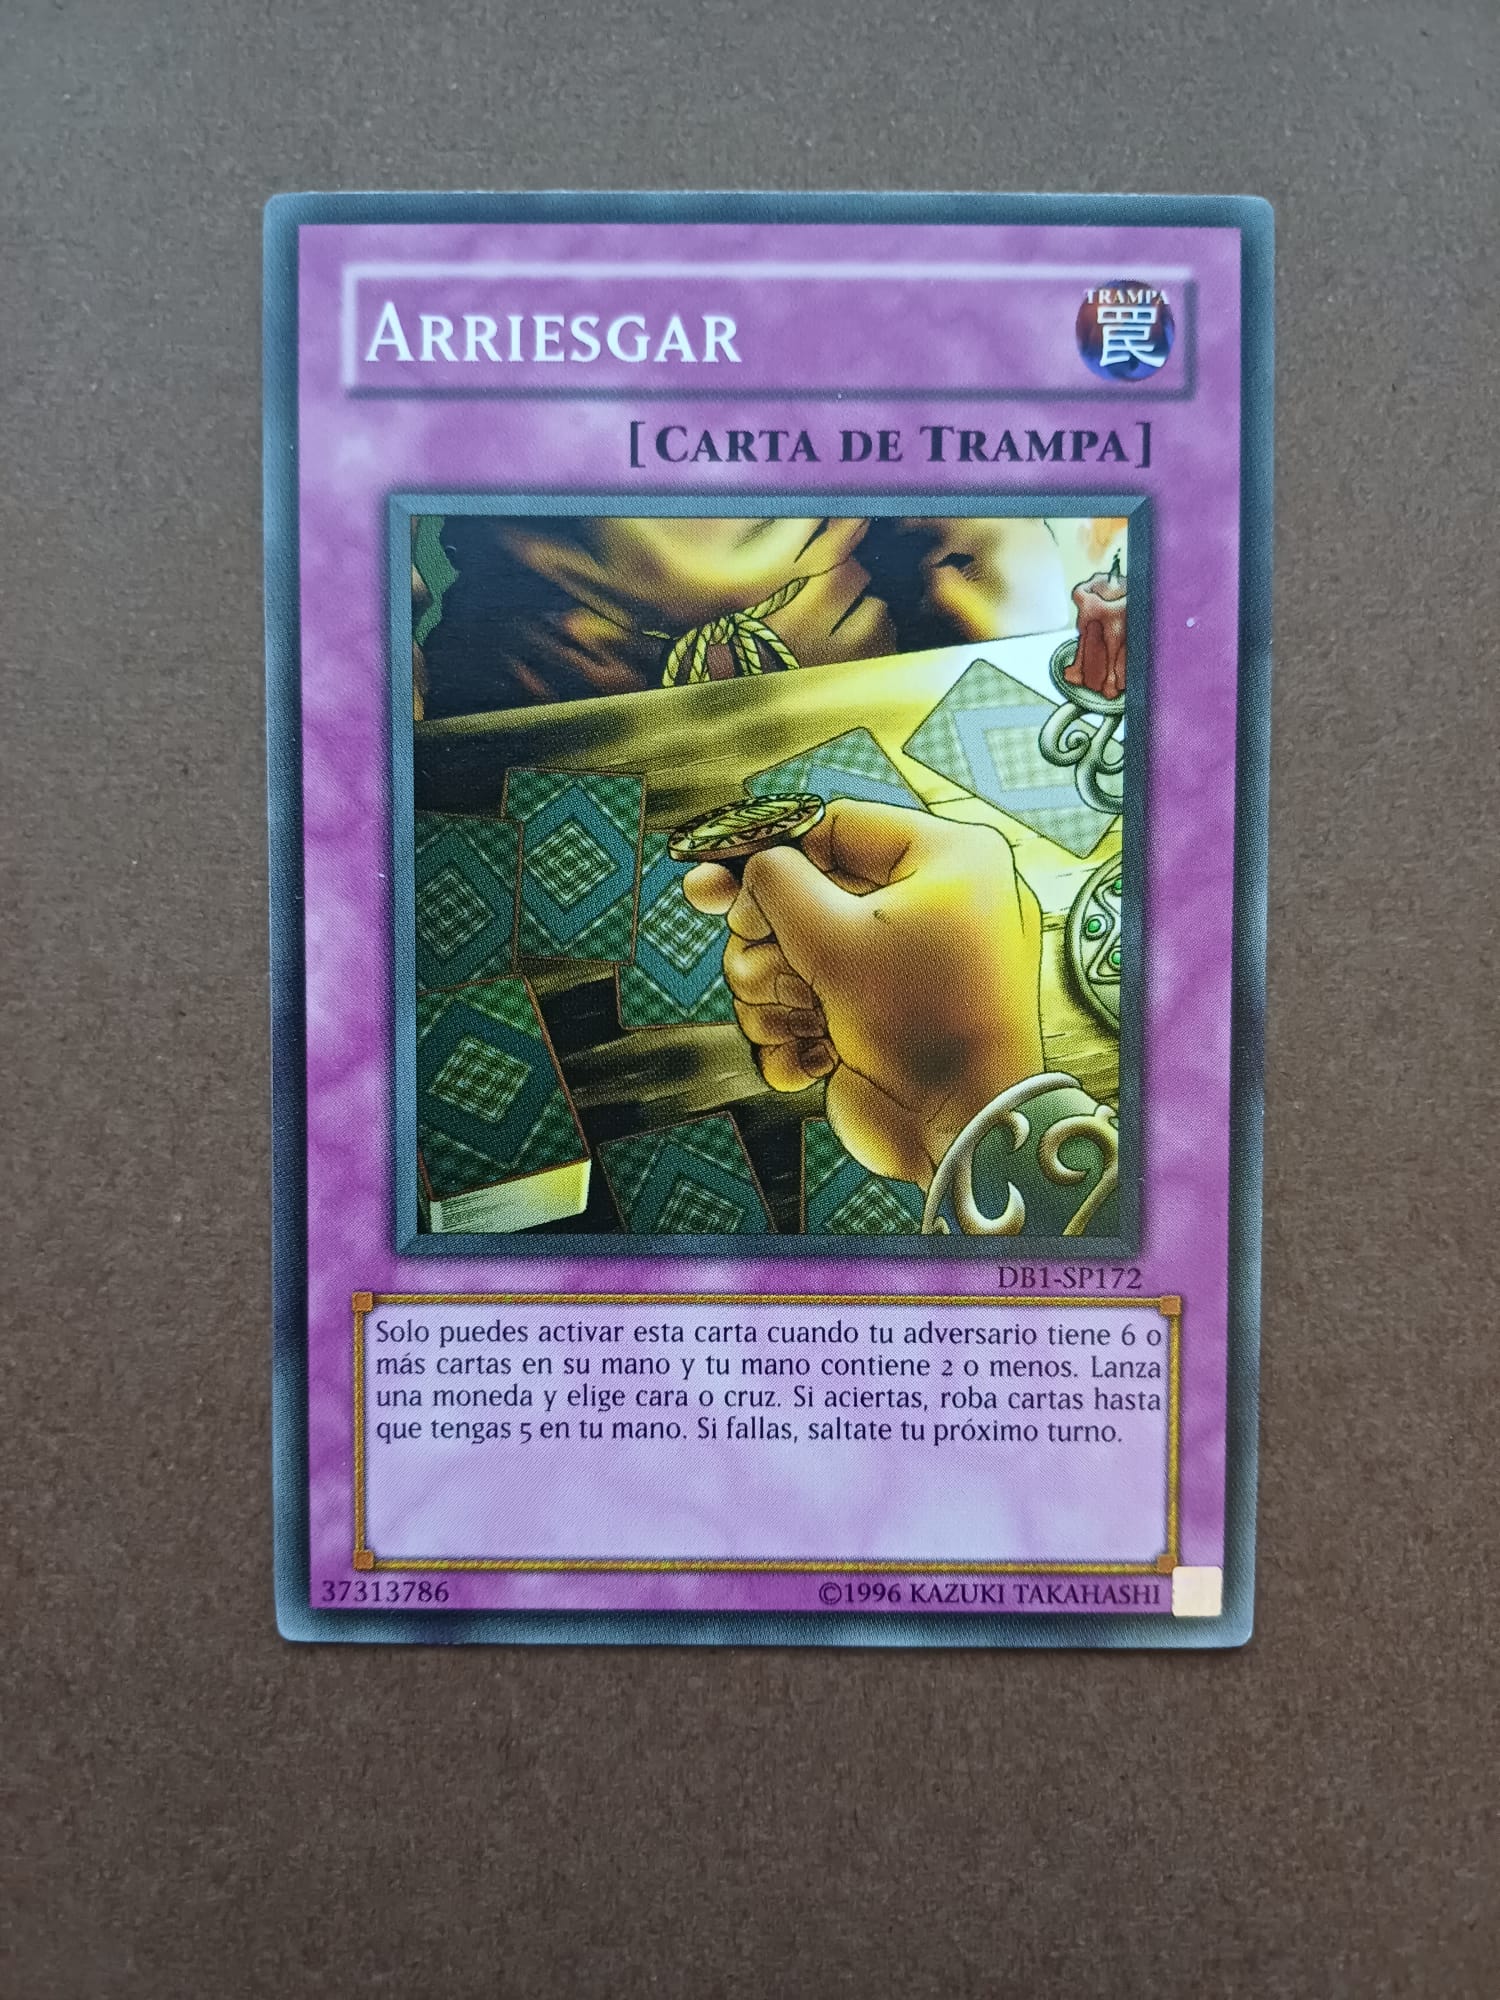 ARRIESGAR
TRAMPA
罠
[CARTA DE TRAMPA]
DB1-SP172
Solo puedes activar esta carta cuando tu adversario tiene 6 o
más cartas en su mano y tu mano contiene 2 o menos. Lanza
una moneda y elige cara o cruz. Si aciertas, roba cartas hasta
que tengas 5 en tu mano. Si fallas, saltate tu próximo turno.
37313786
©1996 KAZUKI TAKAHASHI